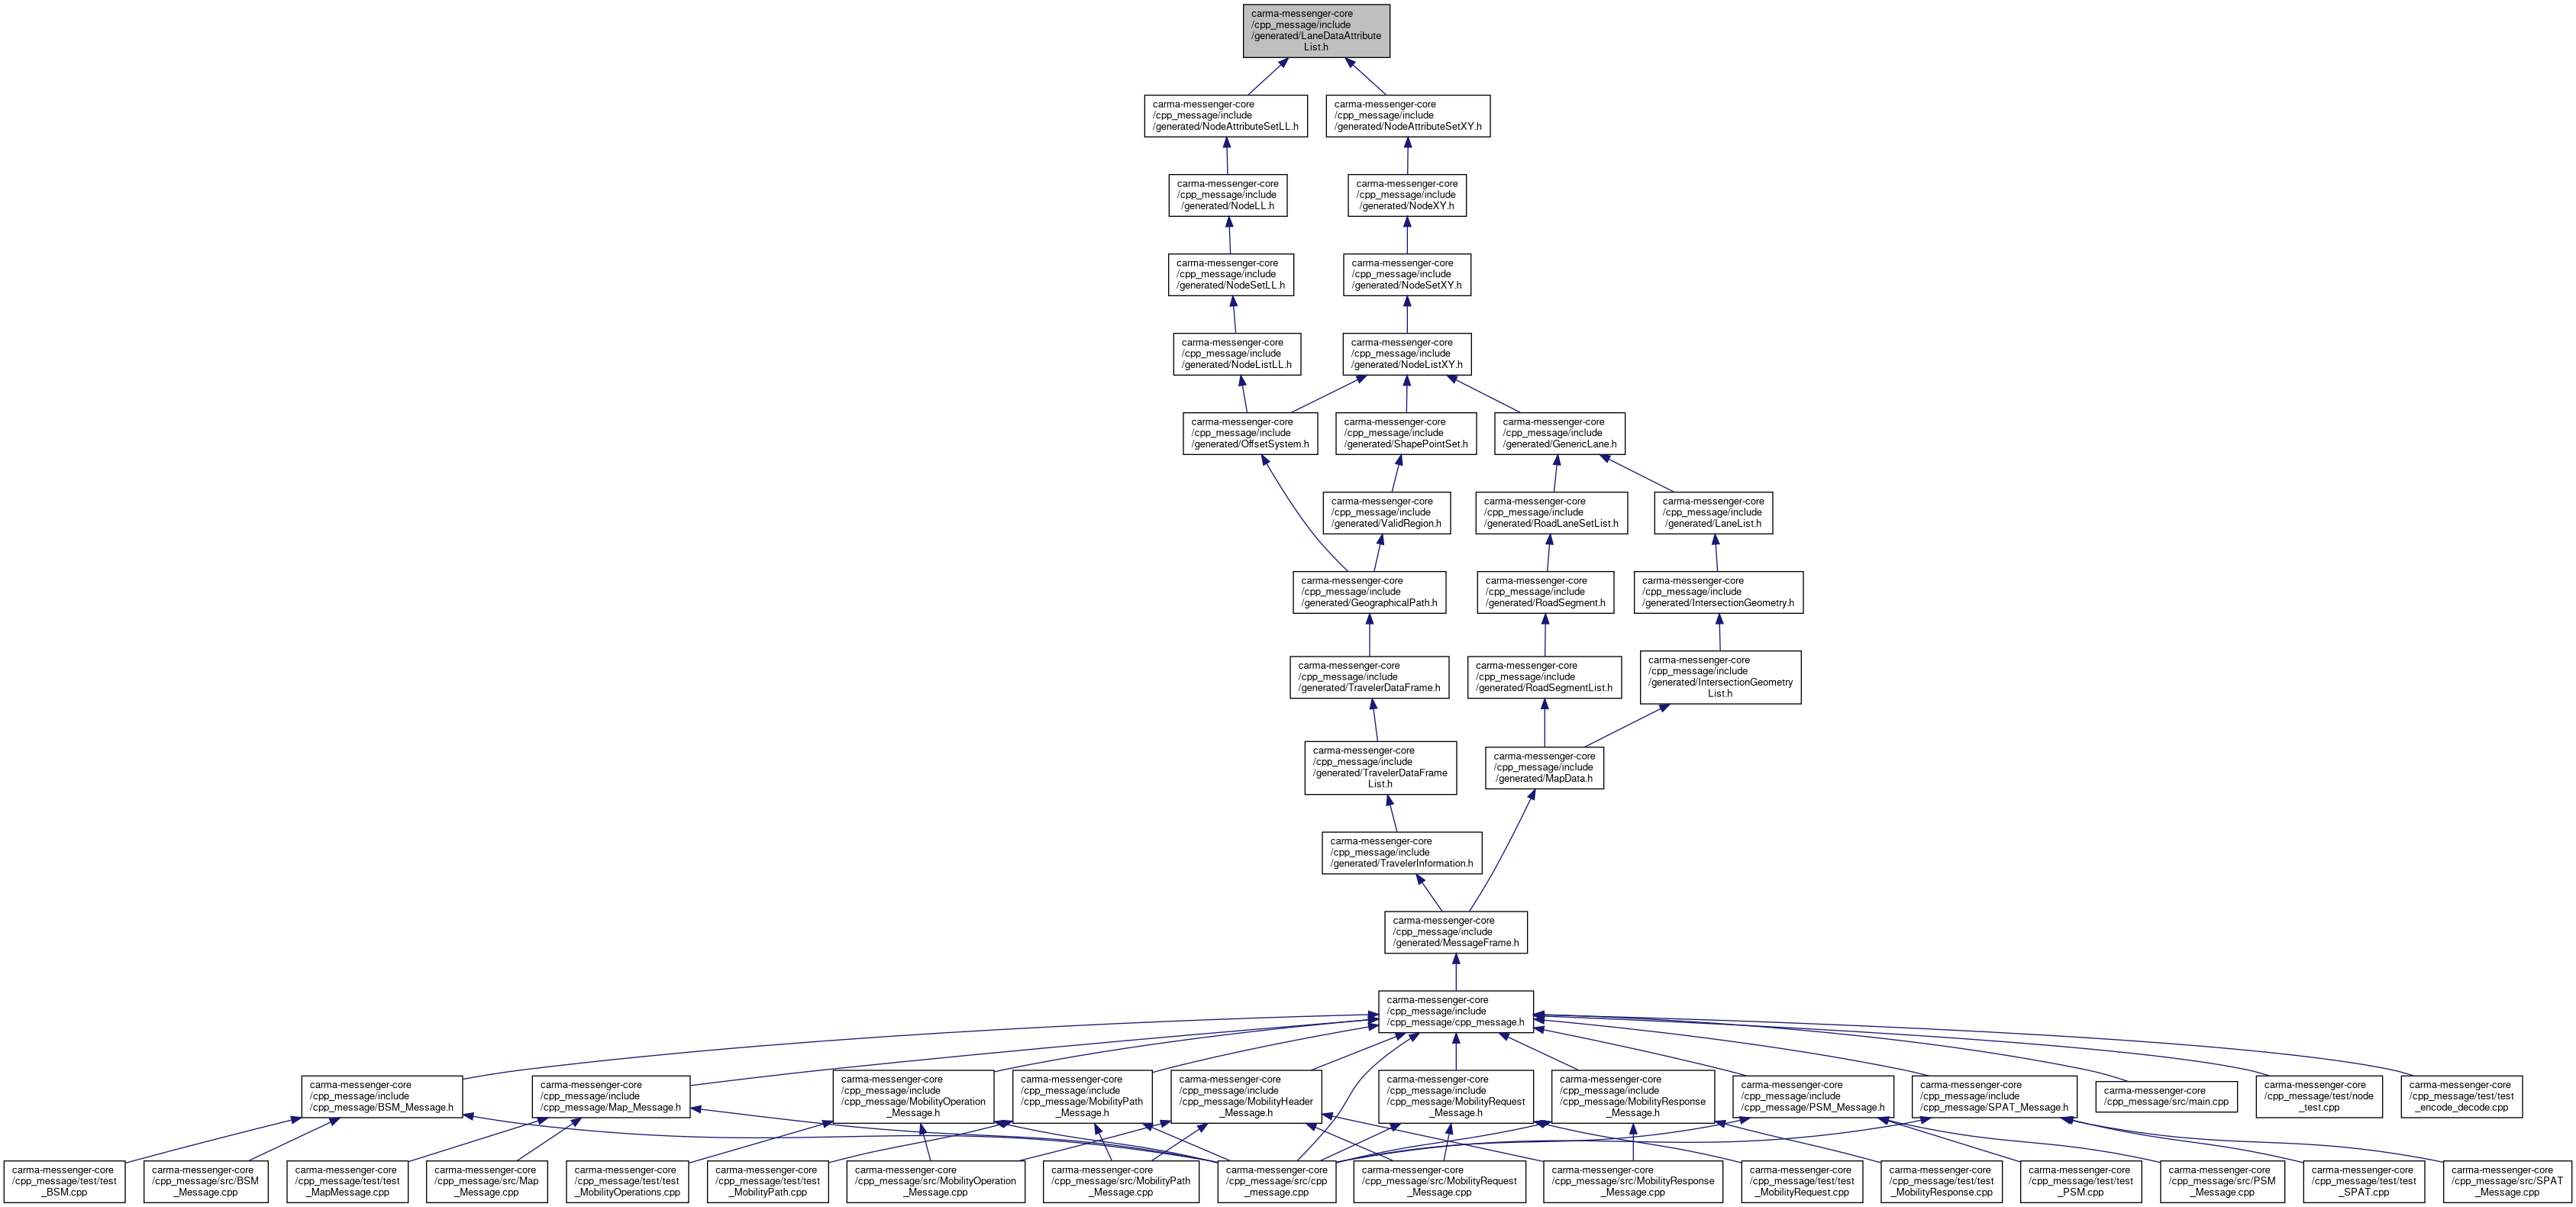 carma-messenger-core
/cpp_message/include
/generated/LaneDataAttribute
List.h
carma-messenger-core
/cpp_message/include
/generated/NodeAttributeSetLL.h
carma-messenger-core
/cpp_message/include
/generated/NodeAttributeSetXY.h
carma-messenger-core
/cpp_message/include
/generated/NodeLL.h
carma-messenger-core
/cpp_message/include
/generated/NodeXY.h
carma-messenger-core
/cpp_message/include
/generated/NodeSetLL.h
carma-messenger-core
/cpp_message/include
/generated/NodeSetXY.h
carma-messenger-core
/cpp_message/include
/generated/NodeListLL.h
carma-messenger-core
/cpp_message/include
/generated/NodeListXY.h
carma-messenger-core
/cpp_message/include
/generated/OffsetSystem.h
carma-messenger-core
/cpp_message/include
/generated/ShapePointSet.h
carma-messenger-core
/cpp_message/include
/generated/GenericLane.h
carma-messenger-core
/cpp_message/include
/generated/ValidRegion.h
carma-messenger-core
/cpp_message/include
/generated/RoadLaneSetList.h
carma-messenger-core
/cpp_message/include
/generated/LaneList.h
carma-messenger-core
/cpp_message/include
/generated/GeographicalPath.h
carma-messenger-core
/cpp_message/include
/generated/RoadSegment.h
carma-messenger-core
/cpp_message/include
/generated/IntersectionGeometry.h
carma-messenger-core
/cpp_message/include
/generated/TravelerDataFrame.h
carma-messenger-core
/cpp_message/include
/generated/RoadSegmentList.h
carma-messenger-core
/cpp_message/include
/generated/IntersectionGeometry
List.h
carma-messenger-core
/cpp_message/include
/generated/TravelerDataFrame
List.h
carma-messenger-core
/cpp_message/include
/generated/MapData.h
carma-messenger-core
/cpp_message/include
/generated/TravelerInformation.h
carma-messenger-core
/cpp_message/include
/generated/MessageFrame.h
carma-messenger-core
/cpp_message/include
/cpp_message/cpp_message.h
carma-messenger-core
/cpp_message/include
/cpp_message/BSM_Message.h
carma-messenger-core
/cpp_message/include
/cpp_message/Map_Message.h
carma-messenger-core
/cpp_message/include
/cpp_message/MobilityOperation
_Message.h
carma-messenger-core
/cpp_message/include
/cpp_message/MobilityPath
_Message.h
carma-messenger-core
/cpp_message/include
/cpp_message/MobilityHeader
_Message.h
carma-messenger-core
/cpp_message/include
/cpp_message/MobilityRequest
_Message.h
carma-messenger-core
/cpp_message/include
/cpp_message/MobilityResponse
_Message.h
carma-messenger-core
/cpp_message/include
/cpp_message/PSM_Message.h
carma-messenger-core
/cpp_message/include
/cpp_message/SPAT_Message.h
carma-messenger-core
/cpp_message/src/main.cpp
carma-messenger-core
/cpp_message/test/node
_test.cpp
carma-messenger-core
/cpp_message/test/test
_encode_decode.cpp
carma-messenger-core
/cpp_message/test/test
_BSM.cpp
carma-messenger-core
/cpp_message/src/BSM
_Message.cpp
carma-messenger-core
/cpp_message/test/test
_MapMessage.cpp
carma-messenger-core
/cpp_message/src/Map
_Message.cpp
carma-messenger-core
/cpp_message/test/test
_MobilityOperations.cpp
carma-messenger-core
/cpp_message/test/test
_MobilityPath.cpp
carma-messenger-core
/cpp_message/src/MobilityOperation
_Message.cpp
carma-messenger-core
/cpp_message/src/MobilityPath
_Message.cpp
carma-messenger-core
/cpp_message/src/cpp
_message.cpp
carma-messenger-core
/cpp_message/src/MobilityRequest
_Message.cpp
carma-messenger-core
/cpp_message/src/MobilityResponse
_Message.cpp
carma-messenger-core
/cpp_message/test/test
_MobilityRequest.cpp
carma-messenger-core
/cpp_message/test/test
_MobilityResponse.cpp
carma-messenger-core
/cpp_message/test/test
_PSM.cpp
carma-messenger-core
/cpp_message/src/PSM
_Message.cpp
carma-messenger-core
/cpp_message/test/test
_SPAT.cpp
carma-messenger-core
/cpp_message/src/SPAT
_Message.cpp